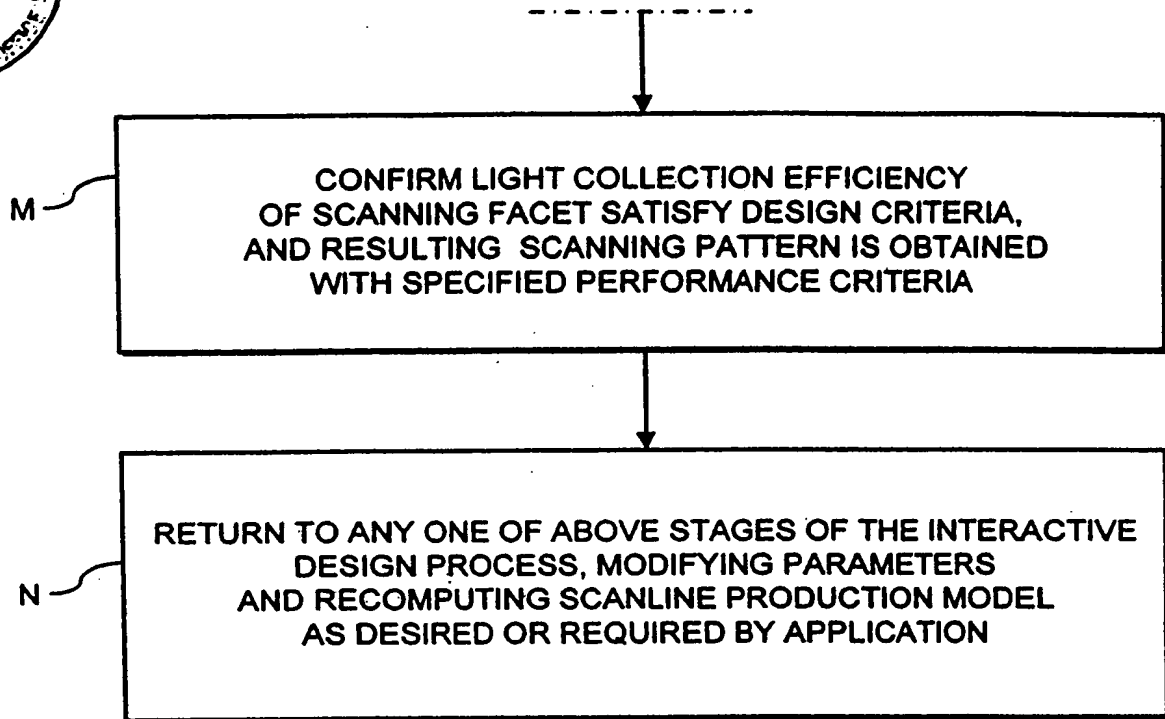 M
CONFIRM LIGHT COLLECTION EFFICIENCY
OF SCANNING FACET SATISFY DESIGN CRITERIA,
AND RESULTING SCANNING PATTERN IS OBTAINED
WITH SPECIFIED PERFORMANCE CRITERIA
N
RETURN TO ANY ONE OF ABOVE STAGES OF THE INTERACTIVE
DESIGN PROCESS, MODIFYING PARAMETERS
AND RECOMPUTING SCANLINE PRODUCTION MODEL
AS DESIRED OR REQUIRED BY APPLICATION